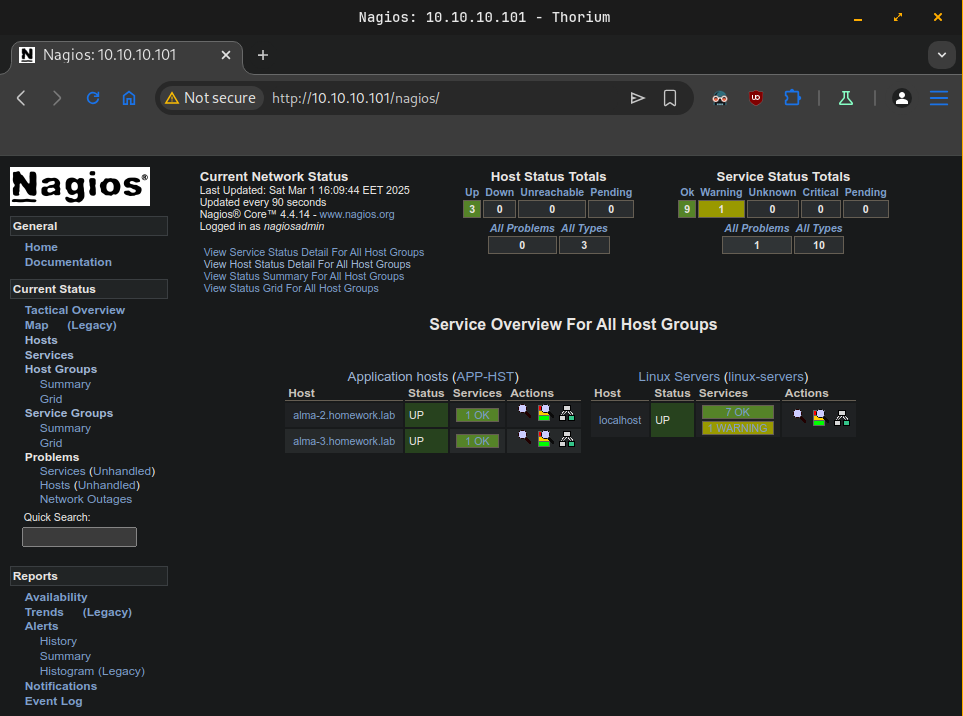 Nagios: 10.10.10.101 - Thorium
Nagios: 10.10.10.101
Not secure http://10.10.10.101/nagios/
Nagios®
General
Home
Documentation
Current Status
Tactical Overview
Map (Legacy)
Hosts
Services
Host Groups
Summary
Grid
Service Groups
Summary
Grid
Problems
Services (Unhandled)
Hosts (Unhandled)
Network Outages
Quick Search:
Reports
Availability
Trends (Legacy)
Alerts
History
Summary
Histogram (Legacy)
Notifications
Event Log
Current Network Status
Last Updated: Sat Mar 1 16:09:44 EET 2025
Updated every 90 seconds
Nagios® Core™ 4.4.14 - www.nagios.org
Logged in as nagiosadmin
View Service Status Detail For All Host Groups
View Host Status Detail For All Host Groups
View Status Summary For All Host Groups
View Status Grid For All Host Groups
Host Status Totals
Up Down Unreachable Pending
3 0 0 0
All Problems All Types
0 3
Service Status Totals
Ok Warning Unknown Critical Pending
9 1 0 0 0
All Problems All Types
1 10
Service Overview For All Host Groups
Application hosts (APP-HST)
Host Status Services Actions
alma-2.homework.lab UP 1 OK
alma-3.homework.lab UP 1 OK
Linux Servers (linux-servers)
Host Status Services Actions
localhost UP 7 OK
1 WARNING